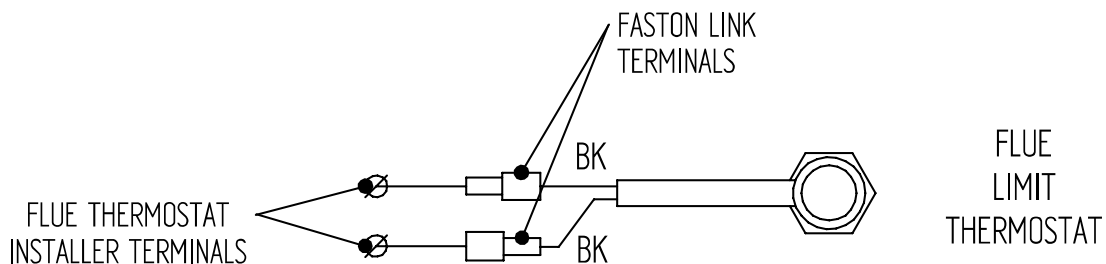 FASTON LINK
TERMINALS
BK
FLUE
LIMIT
THERMOSTAT
FLUE THERMOSTAT
INSTALLER TERMINALS
BK